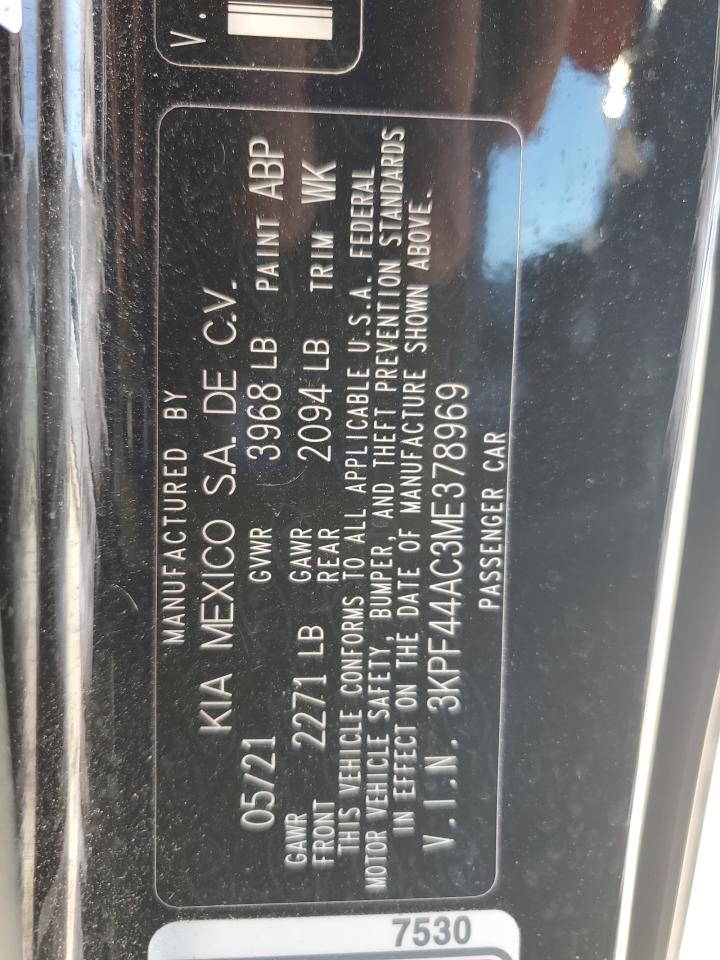 V.
MANUFACTURED BY
KIA MEXICO S.A. DE C.V.
05/21 GVWR 3968 LB PAINT ABP
GAWR FRONT 2271 LB GAWR REAR 2094 LB TRIM WK
THIS VEHICLE CONFORMS TO ALL APPLICABLE U.S.A. FEDERAL
MOTOR VEHICLE SAFETY, BUMPER, AND THEFT PREVENTION STANDARDS
IN EFFECT ON THE DATE OF MANUFACTURE SHOWN ABOVE.
V.I.N. 3KPF44AC3ME378969
PASSENGER CAR
7530